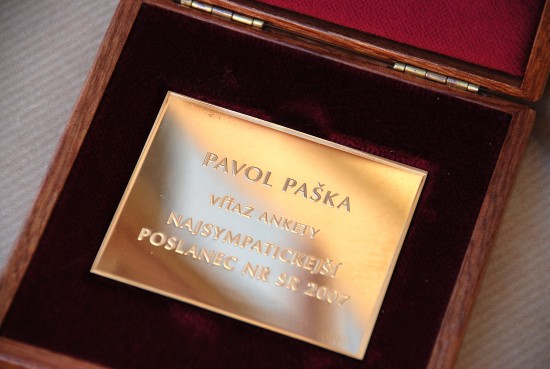 PAVOL PAŠKA
VÍŤAZ ANKETY
NAJSYMPATICKEJŠÍ
POSLANEC NR SR 2007